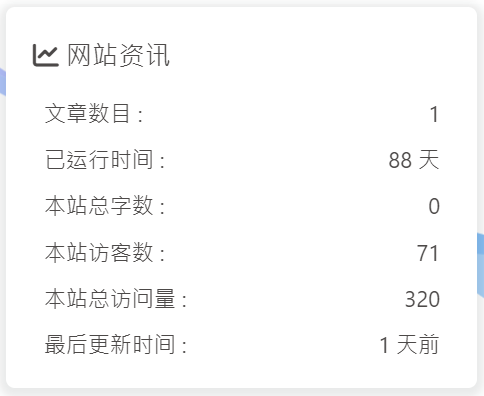 网站资讯
文章数目 : 1
已运行时间 : 88 天
本站总字数 : 0
本站访客数 : 71
本站总访问量 : 320
最后更新时间 : 1 天前